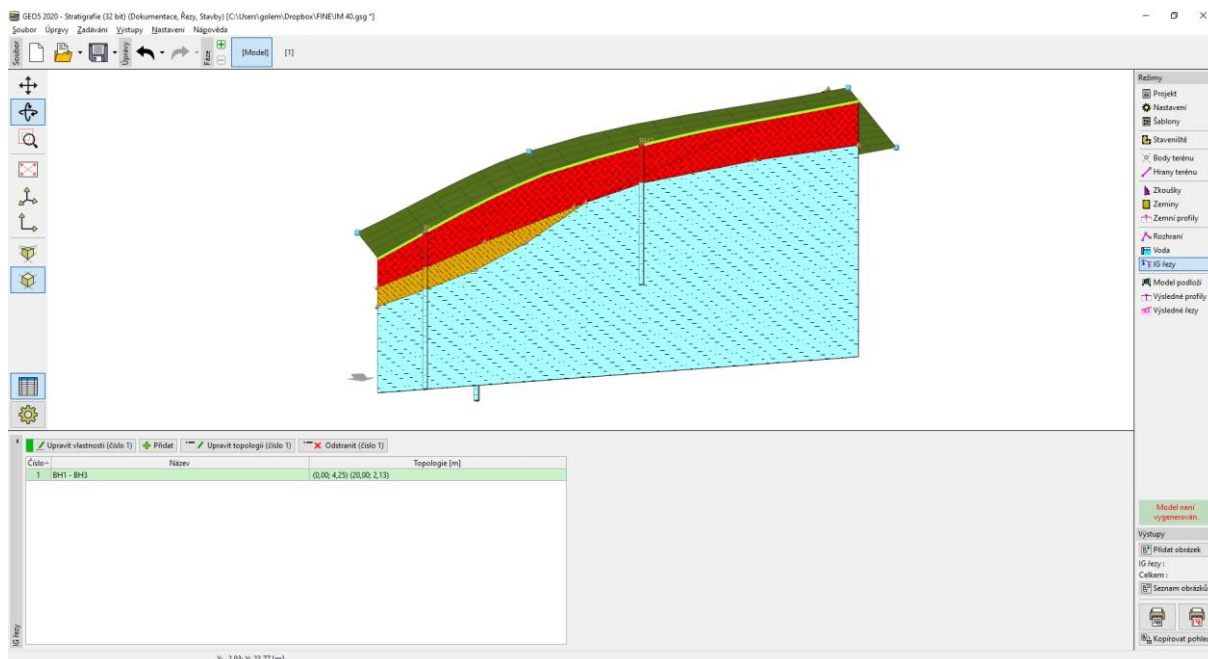 GEO5 2020 - Stratigrafie (32 bit) (Dokumentace, Řezy, Stavby) [C:\Users\golem\Dropbox\FINE\IM 40.gsg *]
Soubor Úpravy Zadávání Výstupy Nastavení Nápověda
Soubor
Úpravy
Fáze
[Model] [1]
Režimy
Projekt
Nastavení
Šablony
Staveniště
Body terénu
Hrany terénu
Zkoušky
Zeminy
Zemní profily
Rozhraní
Voda
IG řezy
Model podloží
Výsledné profily
Výsledné řezy
Upravit vlastnosti (číslo 1) Přidat Upravit topologii (číslo 1) Odstranit (číslo 1)
Číslo Název Topologie [m]
1 BH1 - BH3 (0,00; 4,25) (20,00; 2,13)
IG řezy
Model není
vygenerován.
Výstupy
Přidat obrázek
IG řezy :
Celkem :
Seznam obrázků
Kopírovat pohled